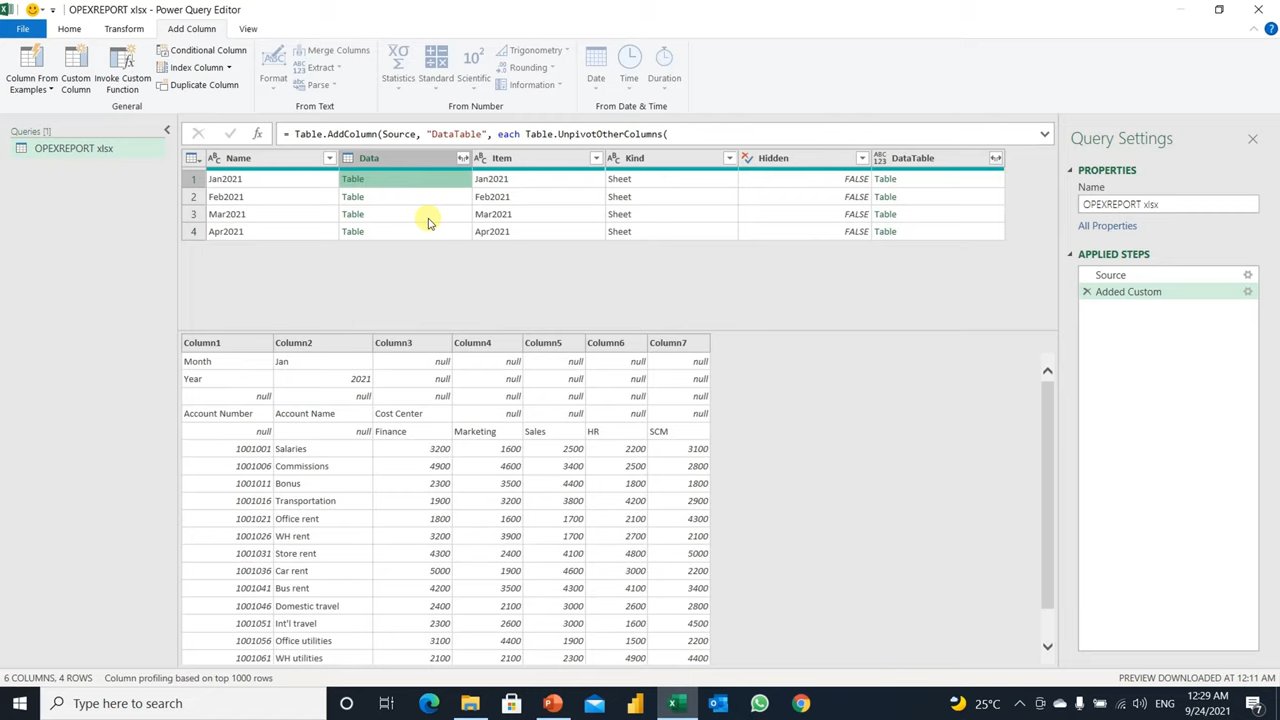 OPEXREPORT xlsx - Power Query Editor
File
Home
Transform
Add Column
View
Column From Examples
Custom Column
Invoke Custom Function
Conditional Column
Index Column
Duplicate Column
General
Format
Merge Columns
Extract
Parse
From Text
Statistics
Standard
Scientific
Trigonometry
Rounding
Information
From Number
Date
Time
Duration
From Date & Time
Queries [1]
OPEXREPORT xlsx
= Table.AddColumn(Source, "DataTable", each Table.UnpivotOtherColumns(
Name Data Item Kind Hidden DataTable
1 Jan2021 Table Jan2021 Sheet FALSE Table
2 Feb2021 Table Feb2021 Sheet FALSE Table
3 Mar2021 Table Mar2021 Sheet FALSE Table
4 Apr2021 Table Apr2021 Sheet FALSE Table
Column1 Column2 Column3 Column4 Column5 Column6 Column7
Month Jan null null null null null
Year 2021 null null null null null
null null null null null null null
Account Number Account Name Cost Center null null null null
null null Finance Marketing Sales HR SCM
1001001 Salaries 3200 1600 2500 2200 3100
1001006 Commissions 4900 4600 3400 2500 2800
1001011 Bonus 2300 3500 4400 1800 1800
1001016 Transportation 1900 3200 3800 4200 2900
1001021 Office rent 1800 1600 1700 2100 4300
1001026 WH rent 3200 3900 1700 2700 2100
1001031 Store rent 4300 2400 4100 4800 5000
1001036 Car rent 5000 1900 4600 3000 2200
1001041 Bus rent 4200 3500 4300 4100 3400
1001046 Domestic travel 2400 2100 3000 2600 2800
1001051 Int'l travel 2300 2600 3000 1600 4500
1001056 Office utilities 3100 4400 1900 1500 2200
1001061 WH utilities 2100 2100 2300 4900 4400
Query Settings
PROPERTIES
Name
OPEXREPORT xlsx
All Properties
APPLIED STEPS
Source
Added Custom
6 COLUMNS, 4 ROWS
Column profiling based on top 1000 rows
PREVIEW DOWNLOADED AT 12:11 AM
Type here to search
25°C
12:29 AM
9/24/2021